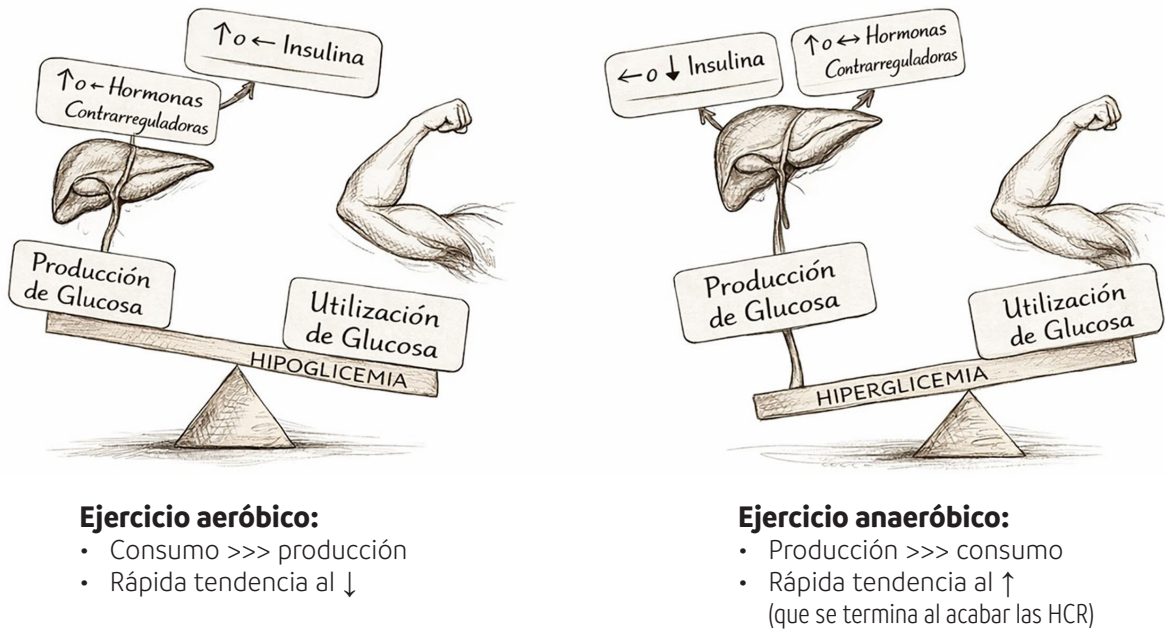 ↑o ← Insulina
↑o ← Hormonas
Contrarreguladoras
Producción
de Glucosa
Utilización
de Glucosa
HIPOGLICEMIA
Ejercicio aeróbico:
• Consumo >>> producción
• Rápida tendencia al ↓
← o ↓ Insulina
↑o ↔ Hormonas
Contrarreguladoras
Producción
de Glucosa
Utilización
de Glucosa
HIPERGLICEMIA
Ejercicio anaeróbico:
• Producción >>> consumo
• Rápida tendencia al ↑
(que se termina al acabar las HCR)